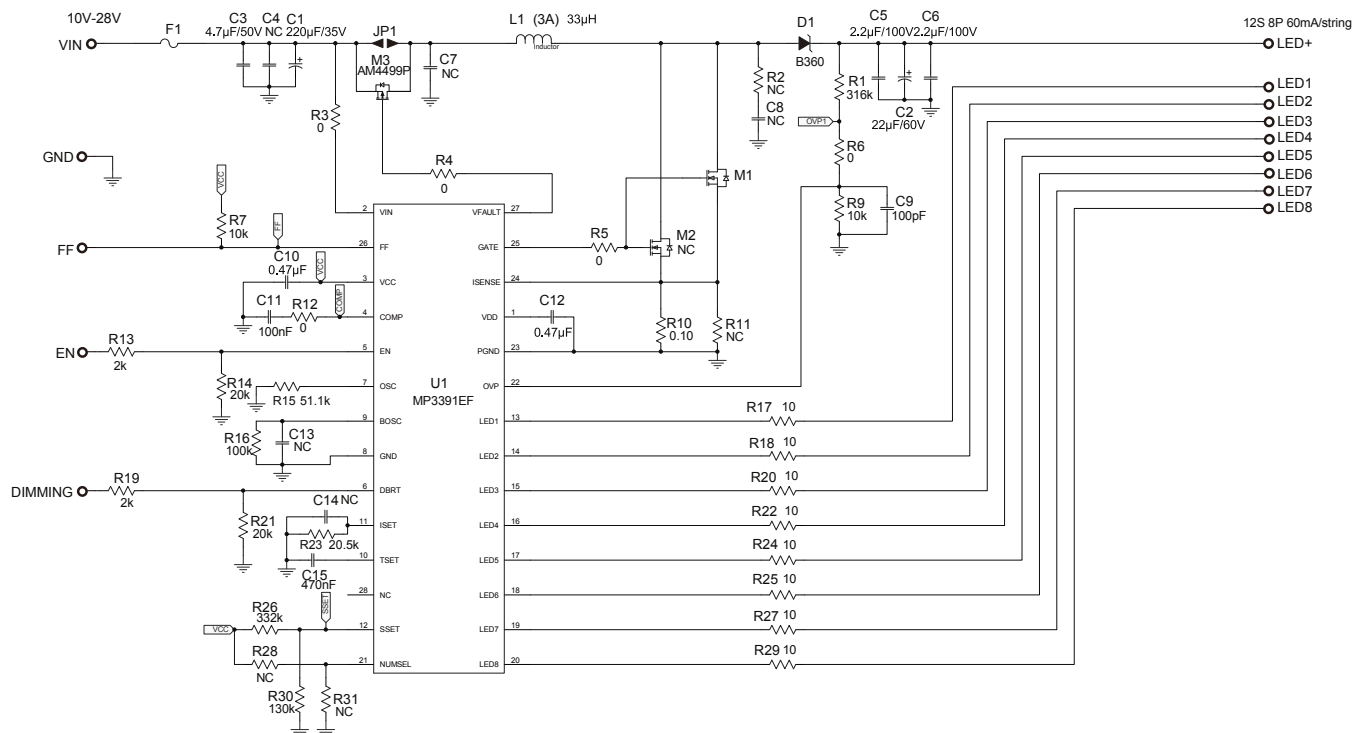 10V-28V
VIN
F1
C3
4.7µF/50V
C4
NC
C1
220µF/35V
JP1
M3
AM4499P
C7
NC
L1 (3A) 33µH
Inductor
D1
B360
C5
2.2µF/100V
C6
2.2µF/100V
12S 8P 60mA/string
LED+
R2
NC
C8
NC
R1
316k
C2
22µF/60V
OVP1
R6
0
R9
10k
C9
100pF
LED1
LED2
LED3
LED4
LED5
LED6
LED7
LED8
R3
0
GND
R4
0
M1
VCC
R7
10k
FF
FF
R5
0
M2
NC
C10
0.47µF
VCC
C11
100nF
R12
0
COMP
C12
0.47µF
R10
0.10
R11
NC
EN
R13
2k
R14
20k
R15 51.1k
R16
100k
C13
NC
DIMMING
R19
2k
R21
20k
C14 NC
R23 20.5k
C15
470nF
SSET
VCC
R26
332k
R28
NC
R30
130k
R31
NC
U1
MP3391EF
2 VIN
26 FF
3 VCC
4 COMP
5 EN
7 OSC
9 BOSC
8 GND
6 DBRT
11 ISET
10 TSET
28 NC
12 SSET
21 NUMSEL
VFAULT 27
GATE 25
ISENSE 24
VDD 1
PGND 23
OVP 22
LED1 13
LED2 14
LED3 15
LED4 16
LED5 17
LED6 18
LED7 19
LED8 20
R17 10
R18 10
R20 10
R22 10
R24 10
R25 10
R27 10
R29 10